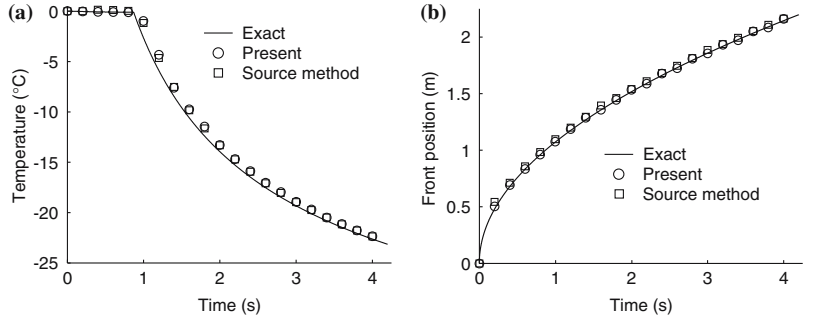 (a)
0
-5
-10
-15
-20
-25
Temperature (°C)
Exact
Present
Source method
0
1
2
3
4
Time (s)
(b)
2
1.5
1
0.5
0
Front position (m)
Exact
Present
Source method
0
1
2
3
4
Time (s)